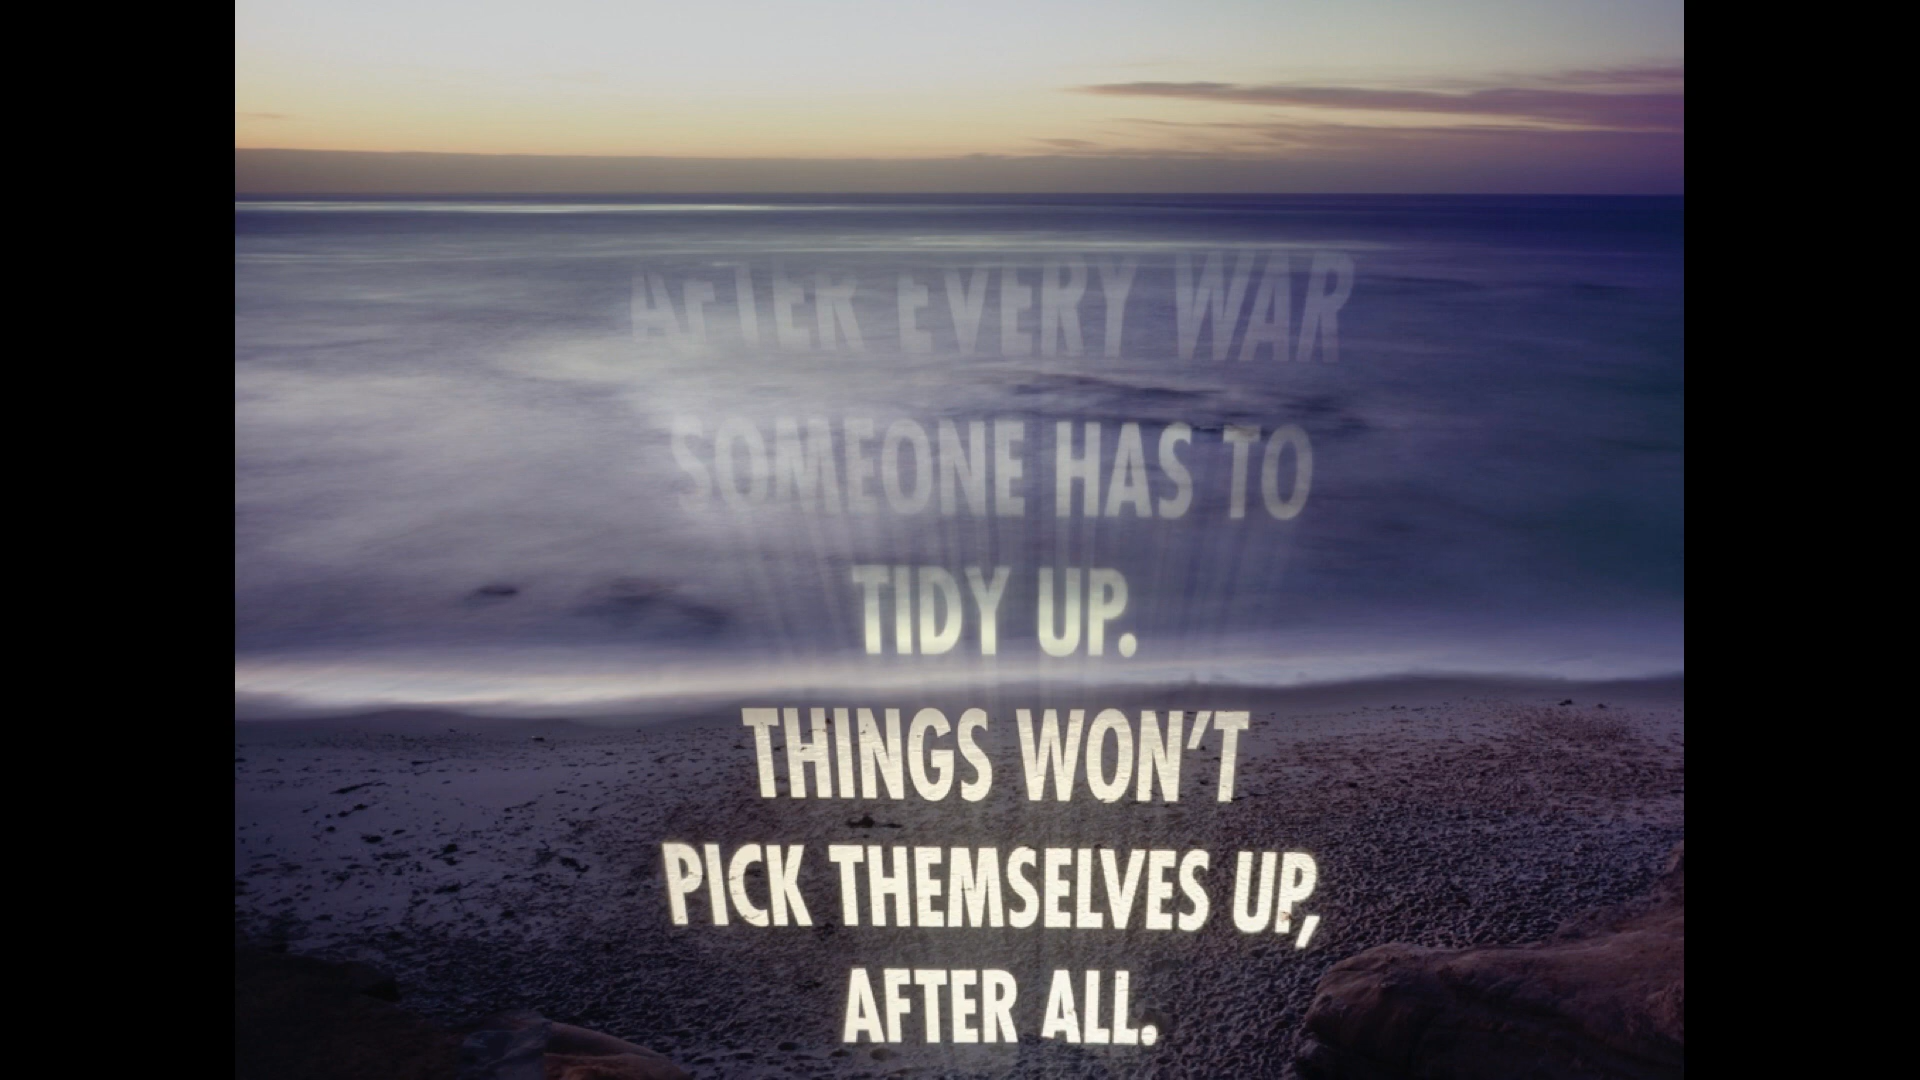 AFTER EVERY WAR
SOMEONE HAS TO
TIDY UP.
THINGS WON'T
PICK THEMSELVES UP,
AFTER ALL.